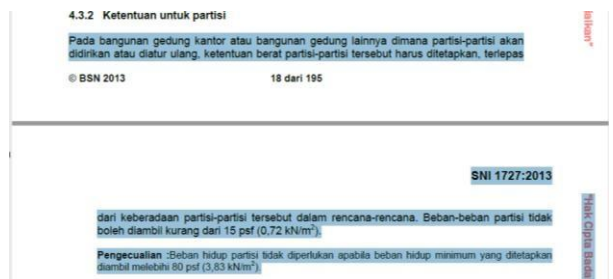 4.3.2 Ketentuan untuk partisi
Pada bangunan gedung kantor atau bangunan gedung lainnya dimana partisi-partisi akan
didirikan atau diatur ulang, ketentuan berat partisi-partisi tersebut harus ditetapkan, terlepas
© BSN 2013 18 dari 195
SNI 1727:2013
dari keberadaan partisi-partisi tersebut dalam rencana-rencana. Beban-beban partisi tidak
boleh diambil kurang dari 15 psf (0,72 kN/m²).
Pengecualian :Beban hidup partisi tidak diperlukan apabila beban hidup minimum yang ditetapkan
diambil melebihi 80 psf (3,83 kN/m²).
"Hak Cipta Bada